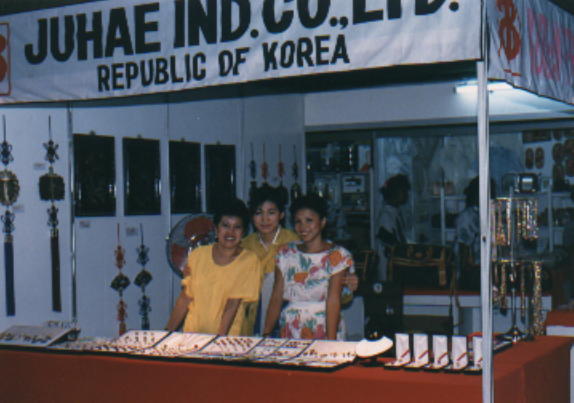 JUHAE IND.CO.,LTD.
REPUBLIC OF KOREA